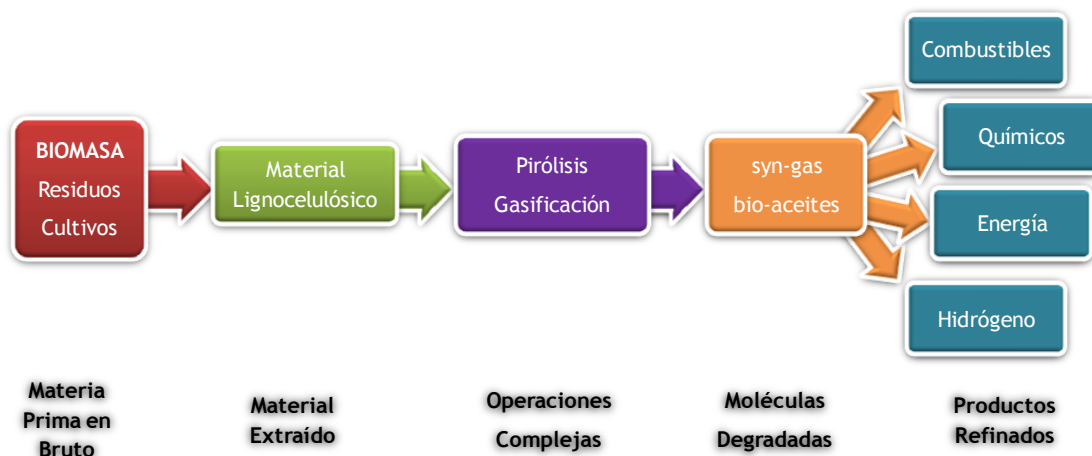 BIOMASA
Residuos
Cultivos
Material
Lignocelulósico
Pirólisis
Gasificación
syn-gas
bio-aceites
Combustibles
Químicos
Energía
Hidrógeno
Materia
Prima en
Bruto
Material
Extraído
Operaciones
Complejas
Moléculas
Degradadas
Productos
Refinados